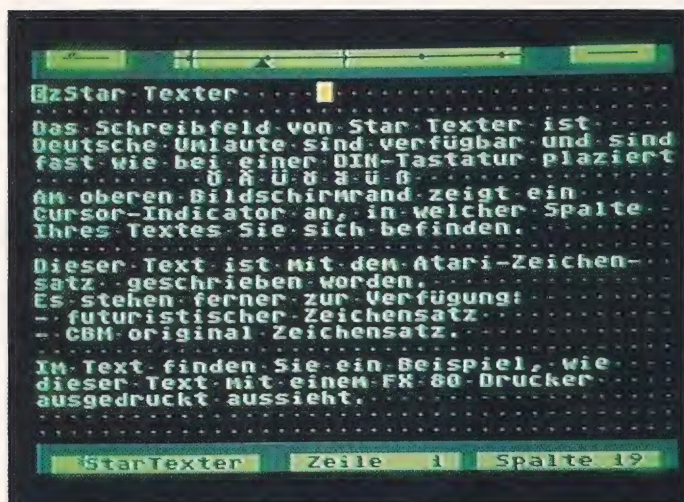 EzStar Texter
Das Schreibfeld von Star Texter ist
Deutsche Umlaute sind verfügbar und sind
fast wie bei einer DIN-Tastatur plaziert
Ö Ä Ü ö ä ü ß
Am oberen Bildschirmrand zeigt ein
Cursor-Indicator an, in welcher Spalte
Ihres Textes Sie sich befinden.
Dieser Text ist mit dem Atari-Zeichen-
satz geschrieben worden.
Es stehen ferner zur Verfügung:
- futuristischer Zeichensatz
- CBM original Zeichensatz.
Im Text finden Sie ein Beispiel, wie
dieser Text mit einem FX 80 Drucker
ausgedruckt aussieht.
*StarTexter Zeile 1 Spalte 19